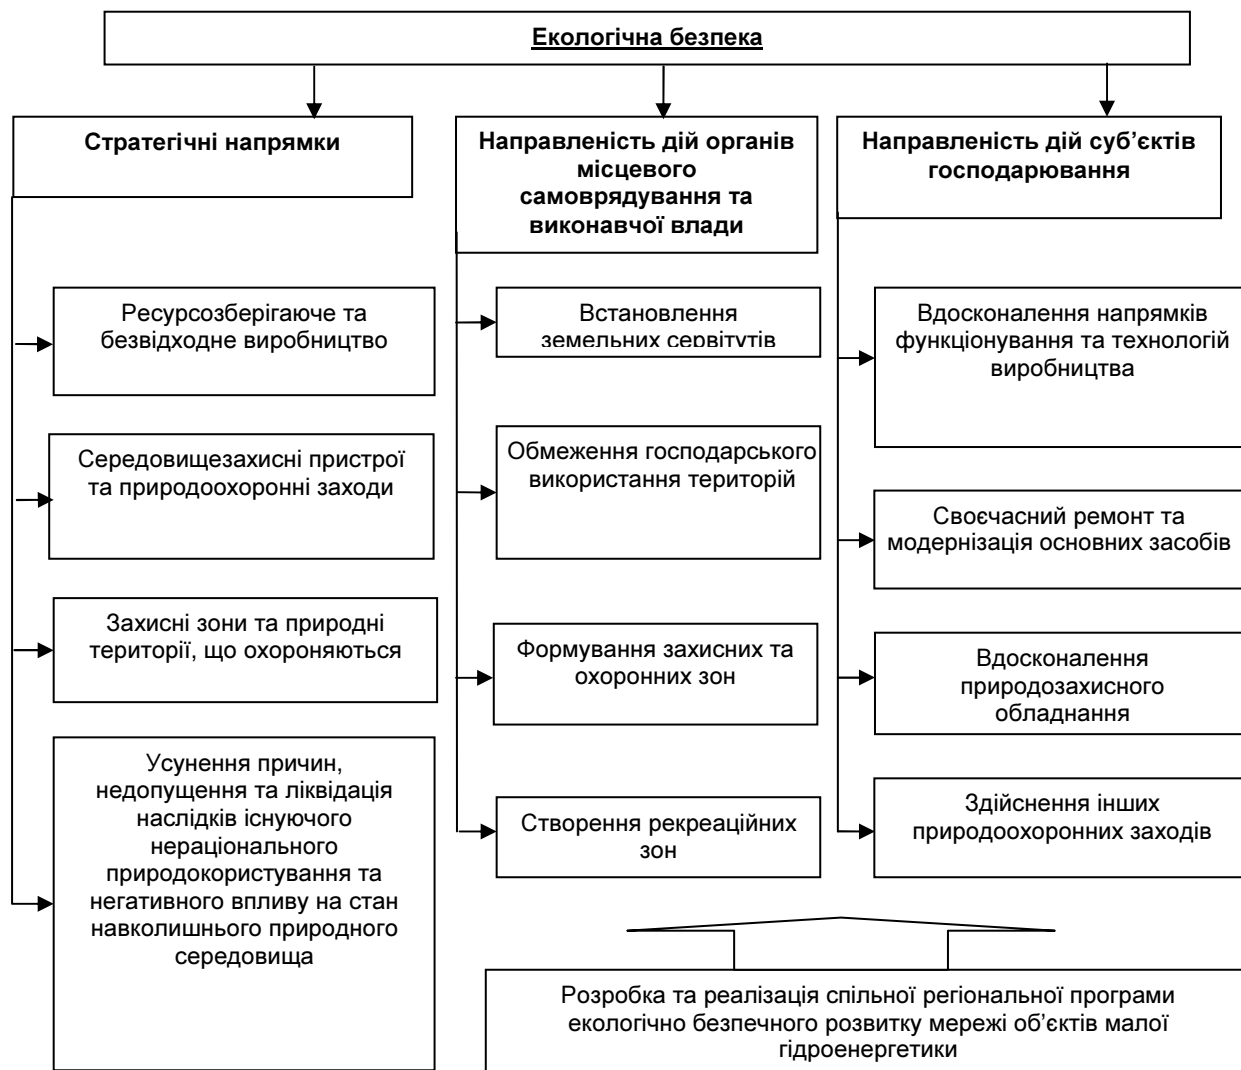 Екологічна безпека
Стратегічні напрямки
Ресурсозберігаюче та
безвідходне виробництво
Середовищезахисні пристрої
та природоохоронні заходи
Захисні зони та природні
території, що охороняються
Усунення причин,
недопущення та ліквідація
наслідків існуючого
нераціонального
природокористування та
негативного впливу на стан
навколишнього природного
середовища
Направленість дій органів
місцевого
самоврядування та
виконавчої влади
Встановлення
земельних сервітутів
Обмеження господарського
використання територій
Формування захисних та
охоронних зон
Створення рекреаційних
зон
Направленість дій суб’єктів
господарювання
Вдосконалення напрямків
функціонування та технологій
виробництва
Своєчасний ремонт та
модернізація основних засобів
Вдосконалення
природозахисного
обладнання
Здійснення інших
природоохоронних заходів
Розробка та реалізація спільної регіональної програми
екологічно безпечного розвитку мережі об’єктів малої
гідроенергетики